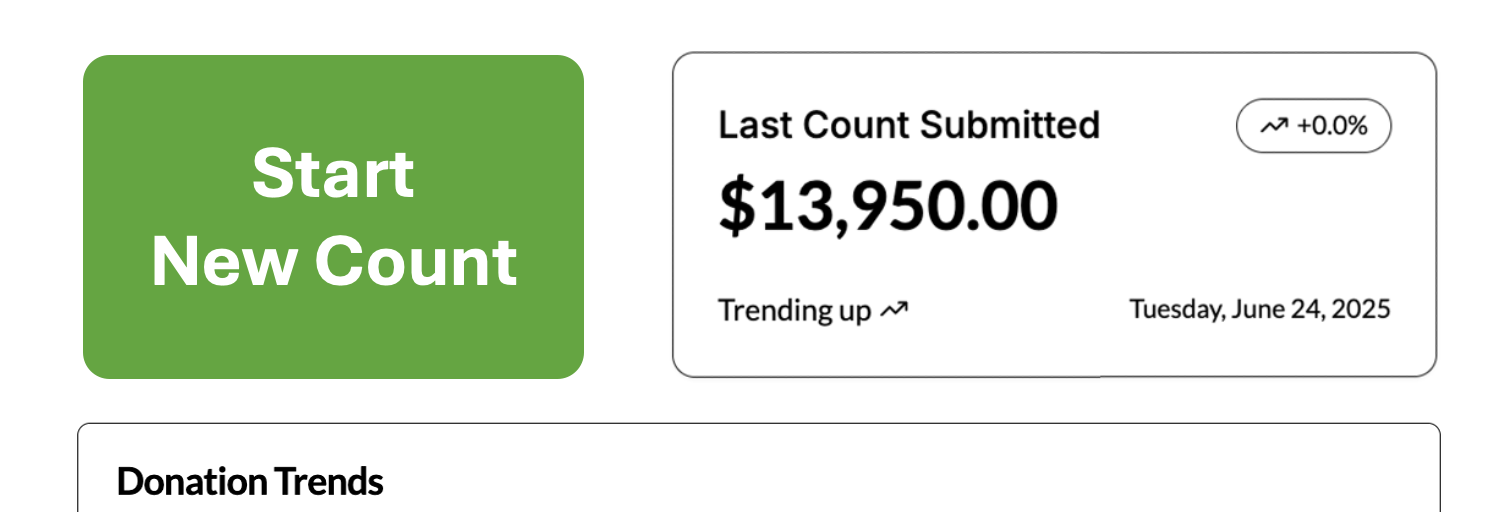 Start
New Count
Last Count Submitted
+0.0%
$13,950.00
Trending up
Tuesday, June 24, 2025
Donation Trends